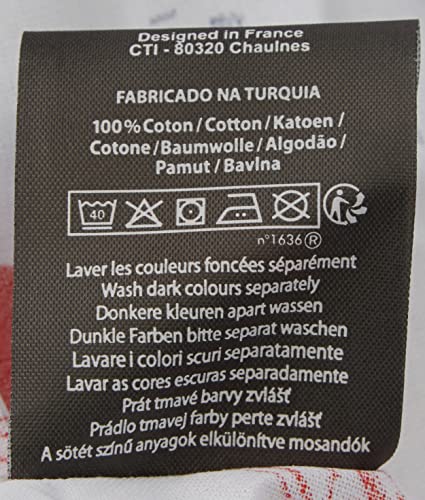 Designed in France
CTI - 80320 Chaulnes
FABRICADO NA TURQUIA
100% Coton / Cotton / Katoen /
Cotone / Baumwolle / Algodão /
Pamut / Bavlna
40
n°1636 ®
Laver les couleurs foncées séparément
Wash dark colours separately
Donkere kleuren apart wassen
Dunkle Farben bitte separat waschen
Lavare i colori scuri separatamente
Lavar as cores escuras separadamente
Prát tmavé barvy zvlášť
Prádlo tmavej farby perte zvlášť
A sötét színű anyagok elkülönítve mosandók